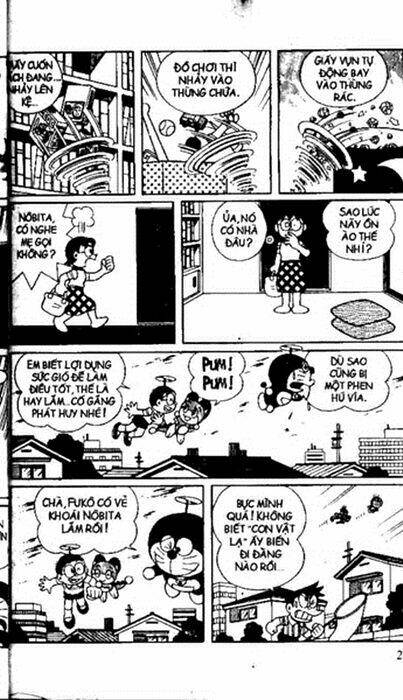 MẤY CUỐN
SÁCH ĐANG
NHẢY LÊN
KỆ...
ĐỒ CHƠI THÌ
NHẢY VÀO
THÙNG CHỨA.
GIẤY VỤN TỰ
ĐỘNG BAY
VÀO THÙNG
RÁC.
NÔBITA,
CÓ NGHE
MẸ GỌI
KHÔNG?
ỦA, NÓ
CÓ NHÀ
ĐÂU?
SAO LÚC
NÃY ỒN
ÀO THẾ
NHỈ?
EM BIẾT LỢI DỤNG
SỨC GIÓ ĐỂ LÀM
ĐIỀU TỐT, THẾ LÀ
HAY LẮM...CỐ GẮNG
PHÁT HUY NHÉ!
PUM!
PUM!
DÙ SAO
CŨNG BỊ
MỘT PHEN
HÚ VÍA.
CHÀ, FUKÔ CÓ VẺ
KHOÁI NÔBITA
LẮM RỒI!
BỰC MÌNH
QUÁ! KHÔNG
BIẾT "CON VẬT
LẠ" ẤY BIẾN
ĐI ĐẰNG
NÀO RỒI...